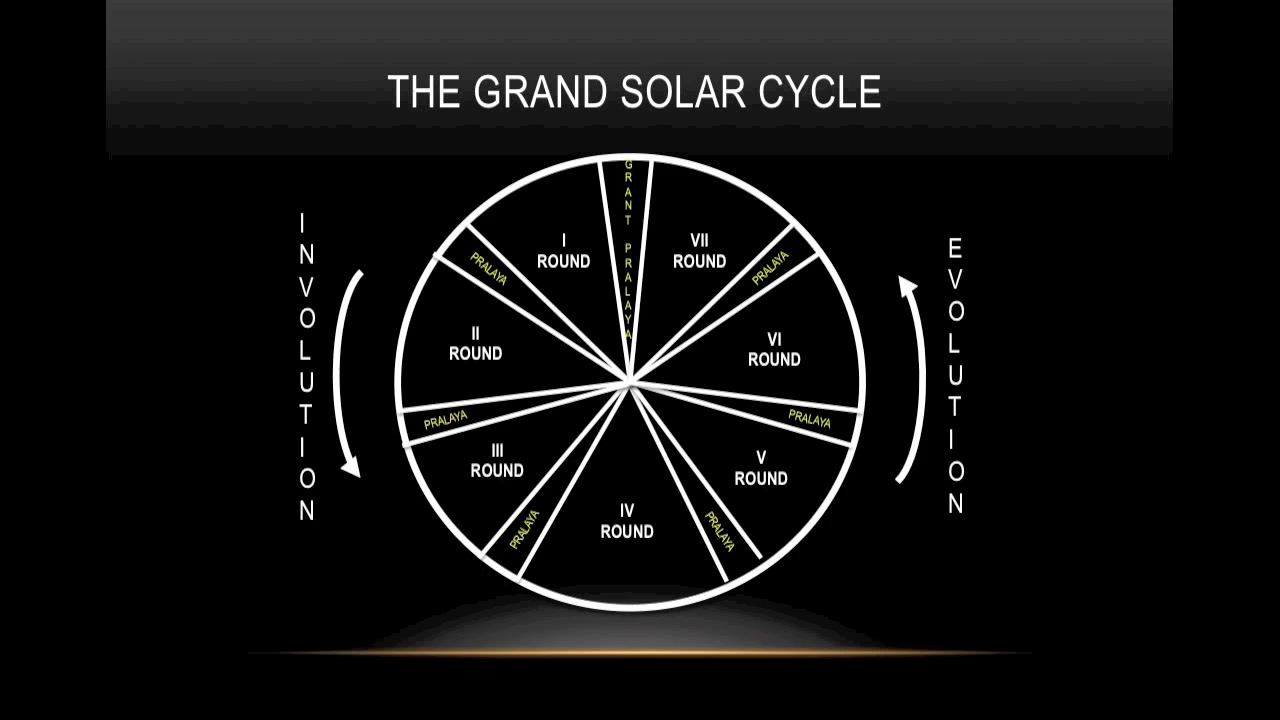 THE GRAND SOLAR CYCLE
INVOLUTION
EVOLUTION
GRANT PRALAYA
I
ROUND
VII
ROUND
PRALAYA
PRALAYA
II
ROUND
VI
ROUND
PRALAYA
PRALAYA
III
ROUND
V
ROUND
PRALAYA
IV
ROUND
PRALAYA